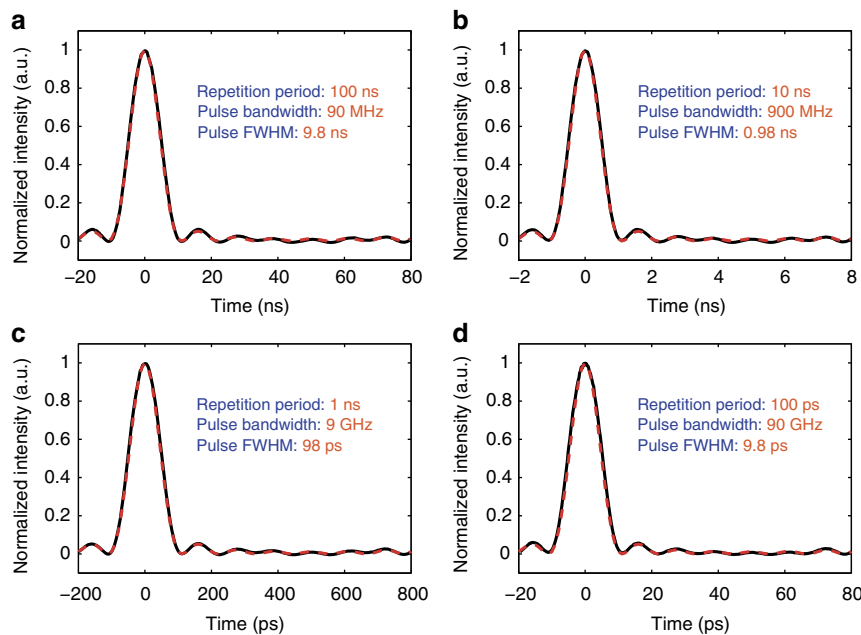 a
Normalized intensity (a.u.)
1
0.8
0.6
0.4
0.2
0
Repetition period: 100 ns
Pulse bandwidth: 90 MHz
Pulse FWHM: 9.8 ns
−20 0 20 40 60 80
Time (ns)
b
Normalized intensity (a.u.)
1
0.8
0.6
0.4
0.2
0
Repetition period: 10 ns
Pulse bandwidth: 900 MHz
Pulse FWHM: 0.98 ns
−2 0 2 4 6 8
Time (ns)
c
Normalized intensity (a.u.)
1
0.8
0.6
0.4
0.2
0
Repetition period: 1 ns
Pulse bandwidth: 9 GHz
Pulse FWHM: 98 ps
−200 0 200 400 600 800
Time (ps)
d
Normalized intensity (a.u.)
1
0.8
0.6
0.4
0.2
0
Repetition period: 100 ps
Pulse bandwidth: 90 GHz
Pulse FWHM: 9.8 ps
−20 0 20 40 60 80
Time (ps)